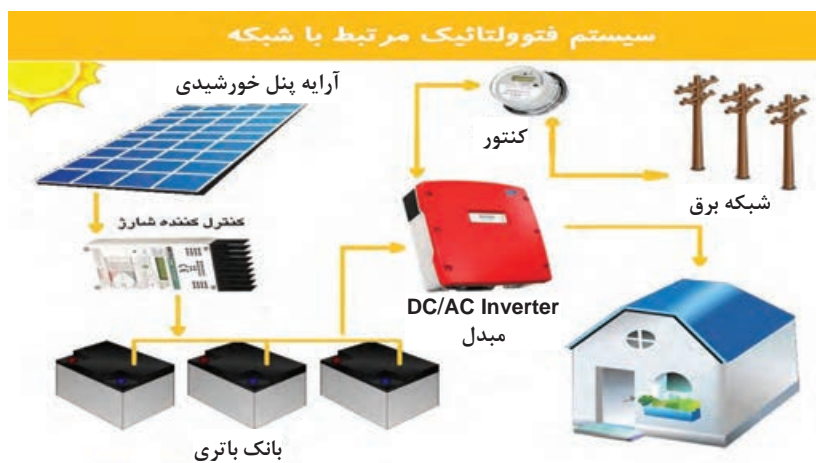 سیستم فتوولتائیک مرتبط با شبکه
آرایه پنل خورشیدی
کنتور
شبکه برق
کنترل کننده شارژ
DC/AC Inverter
مبدل
بانک باتری